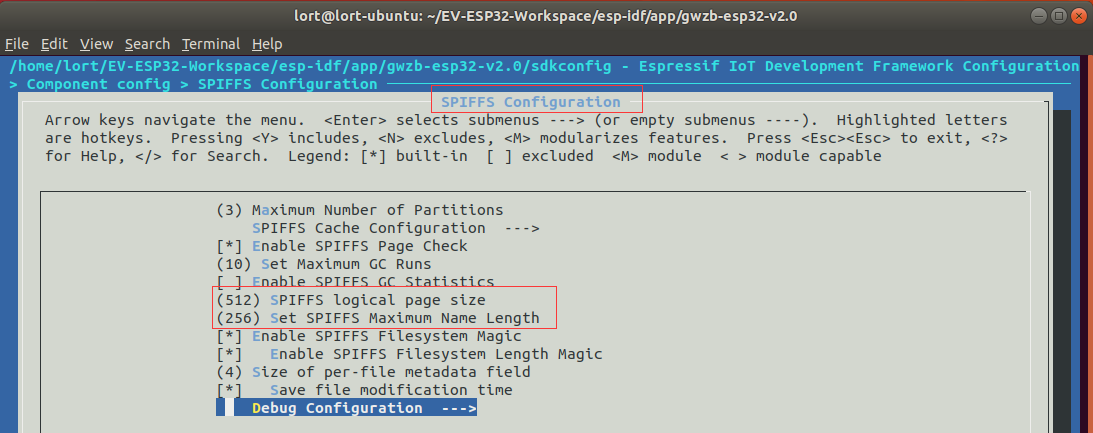 lort@lort-ubuntu: ~/EV-ESP32-Workspace/esp-idf/app/gwzb-esp32-v2.0
File Edit View Search Terminal Help
/home/lort/EV-ESP32-Workspace/esp-idf/app/gwzb-esp32-v2.0/sdkconfig - Espressif IoT Development Framework Configuration
> Component config > SPIFFS Configuration
SPIFFS Configuration
Arrow keys navigate the menu. <Enter> selects submenus ---> (or empty submenus ----). Highlighted letters
are hotkeys. Pressing <Y> includes, <N> excludes, <M> modularizes features. Press <Esc><Esc> to exit, <?>
for Help, </> for Search. Legend: [*] built-in [ ] excluded <M> module < > module capable
(3) Maximum Number of Partitions
SPIFFS Cache Configuration --->
[*] Enable SPIFFS Page Check
(10) Set Maximum GC Runs
[ ] Enable SPIFFS GC Statistics
(512) SPIFFS logical page size
(256) Set SPIFFS Maximum Name Length
[*] Enable SPIFFS Filesystem Magic
[*] Enable SPIFFS Filesystem Length Magic
(4) Size of per-file metadata field
[*] Save file modification time
Debug Configuration --->